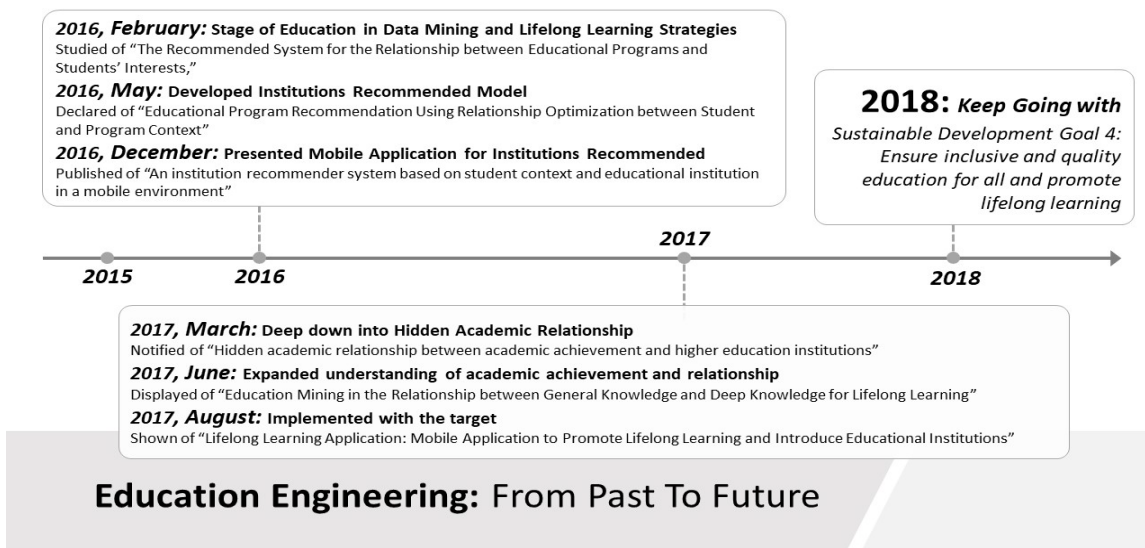 2016, February: Stage of Education in Data Mining and Lifelong Learning Strategies
Studied of “The Recommended System for the Relationship between Educational Programs and
Students’ Interests,”
2016, May: Developed Institutions Recommended Model
Declared of “Educational Program Recommendation Using Relationship Optimization between Student
and Program Context”
2016, December: Presented Mobile Application for Institutions Recommended
Published of “An institution recommender system based on student context and educational institution
in a mobile environment”
2018: Keep Going with
Sustainable Development Goal 4:
Ensure inclusive and quality
education for all and promote
lifelong learning
2015
2016
2017
2018
2017, March: Deep down into Hidden Academic Relationship
Notified of “Hidden academic relationship between academic achievement and higher education institutions”
2017, June: Expanded understanding of academic achievement and relationship
Displayed of “Education Mining in the Relationship between General Knowledge and Deep Knowledge for Lifelong Learning”
2017, August: Implemented with the target
Shown of “Lifelong Learning Application: Mobile Application to Promote Lifelong Learning and Introduce Educational Institutions”
Education Engineering: From Past To Future